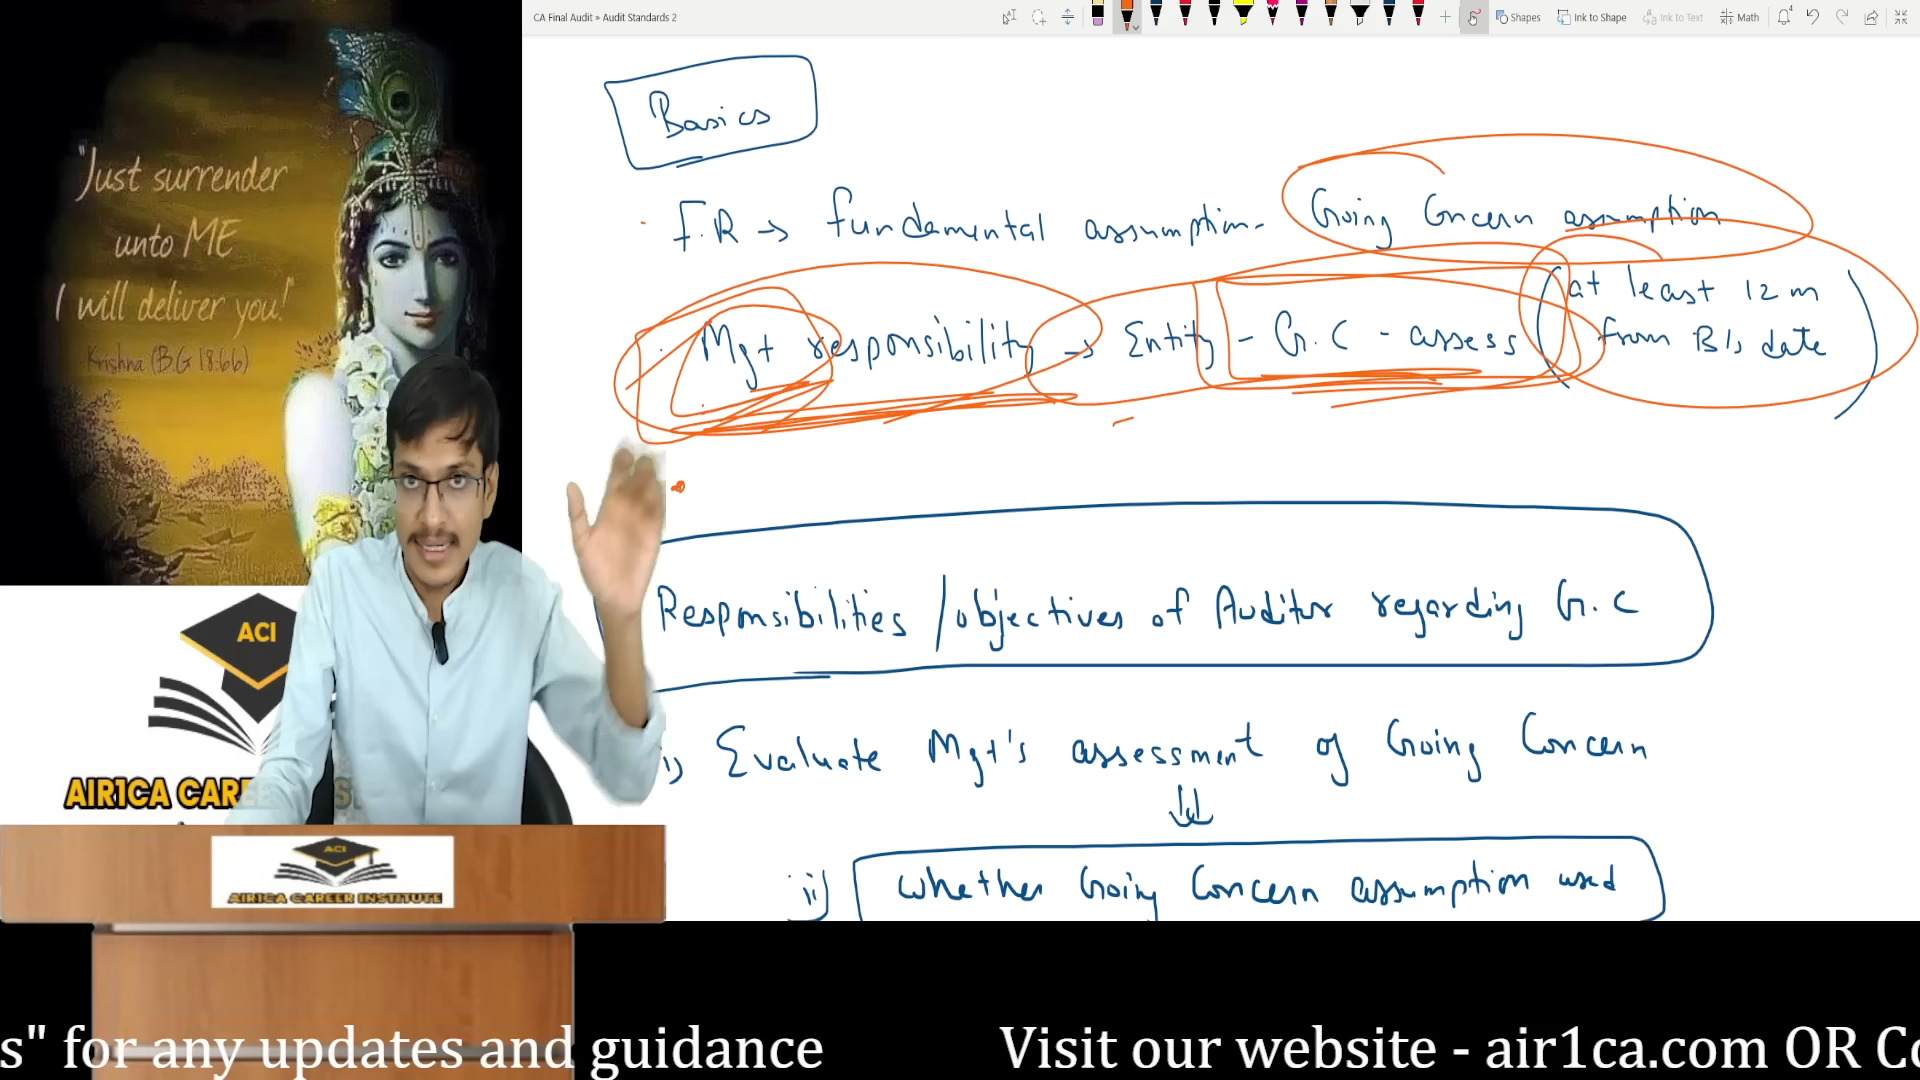 CA Final Audit » Audit Standards 2
Shapes
Ink to Shape
Ink to Text
Math
"Just surrender
unto ME
I will deliver you!"
-Krishna (B.G 18.66)
Basics
F.R → fundamental assumption - Going Concern assumption
Mgt responsibility → Entity - G.C - assess (at least 12 m
from B/s date)
Responsibilities / objectives of Auditor regarding G.C
i) Evaluate Mgt's assessment of Going Concern
ii) Whether Going Concern assumption used
ACI
AIR1CA CARE
ACI
AIR1CA CAREER INSTITUTE
s" for any updates and guidance
Visit our website - air1ca.com OR Co